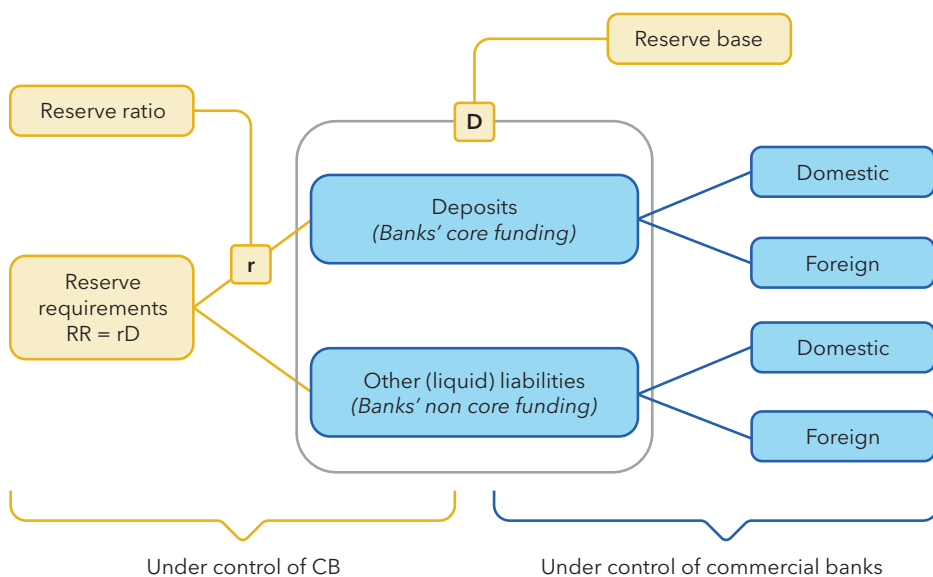 Reserve base
Reserve ratio
D
Domestic
Deposits
(Banks' core funding)
r
Foreign
Reserve
requirements
RR = rD
Domestic
Other (liquid) liabilities
(Banks' non core funding)
Foreign
Under control of CB
Under control of commercial banks